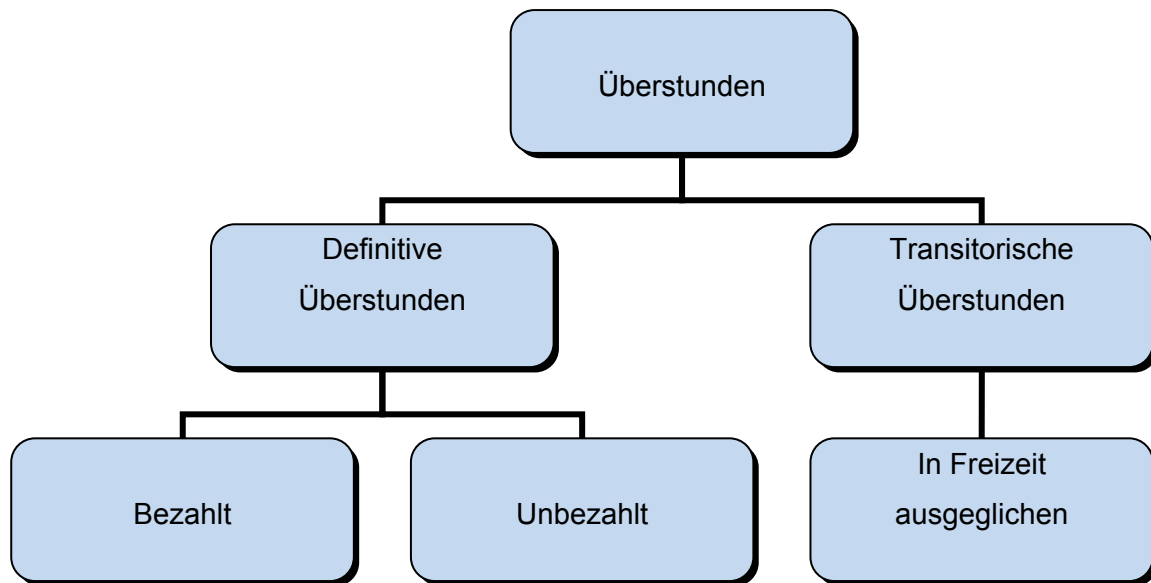 Überstunden
Definitive
Überstunden
Transitorische
Überstunden
Bezahlt
Unbezahlt
In Freizeit
ausgeglichen